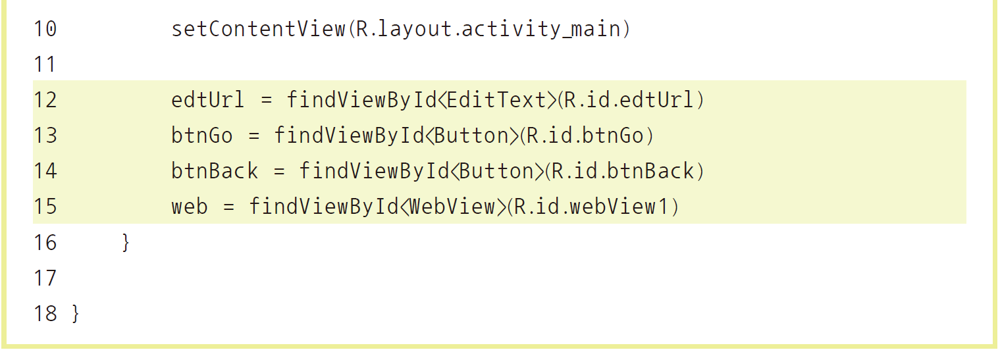 10         setContentView(R.layout.activity_main)
11
12         edtUrl = findViewById<EditText>(R.id.edtUrl)
13         btnGo = findViewById<Button>(R.id.btnGo)
14         btnBack = findViewById<Button>(R.id.btnBack)
15         web = findViewById<WebView>(R.id.webView1)
16     }
17
18 }